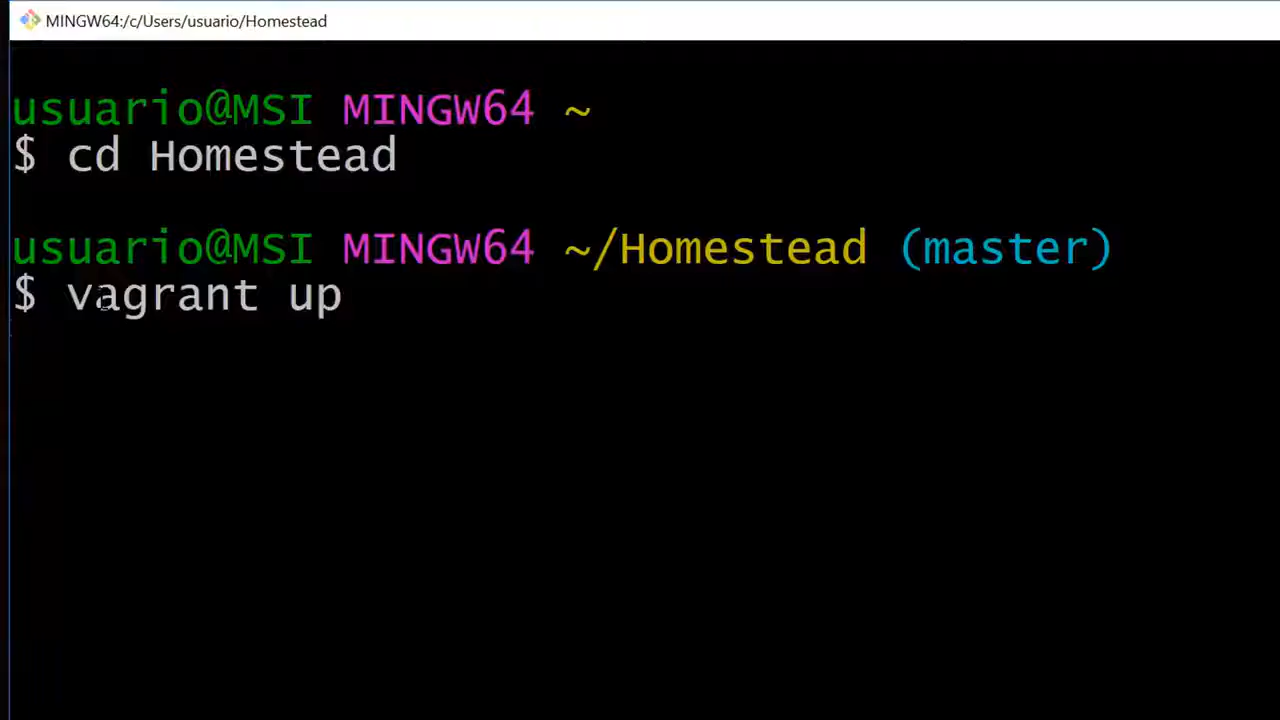 MINGW64:/c/Users/usuario/Homestead
usuario@MSI MINGW64 ~
$ cd Homestead
usuario@MSI MINGW64 ~/Homestead (master)
$ vagrant up